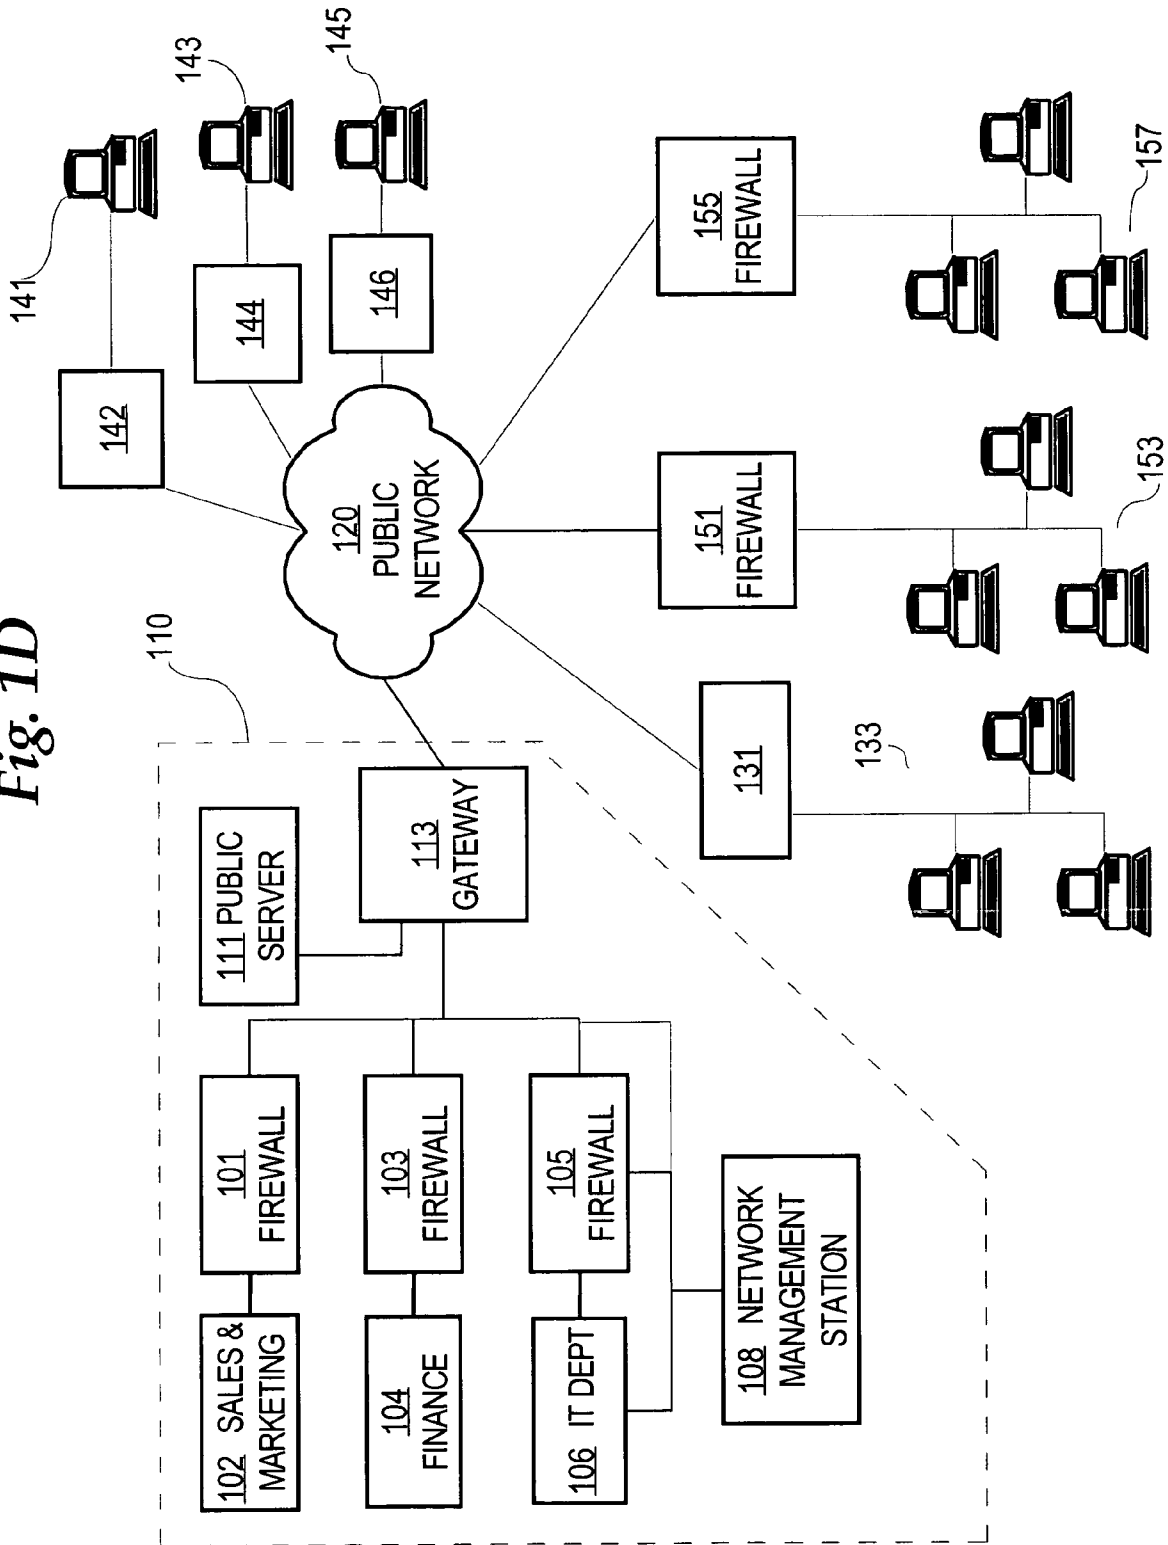 Fig. 1D
110
102 SALES &
MARKETING
101
FIREWALL
111 PUBLIC
SERVER
104
FINANCE
103
FIREWALL
113
GATEWAY
106 IT DEPT
105
FIREWALL
108 NETWORK
MANAGEMENT
STATION
120
PUBLIC
NETWORK
142
141
144
143
146
145
131
133
151
FIREWALL
153
155
FIREWALL
157